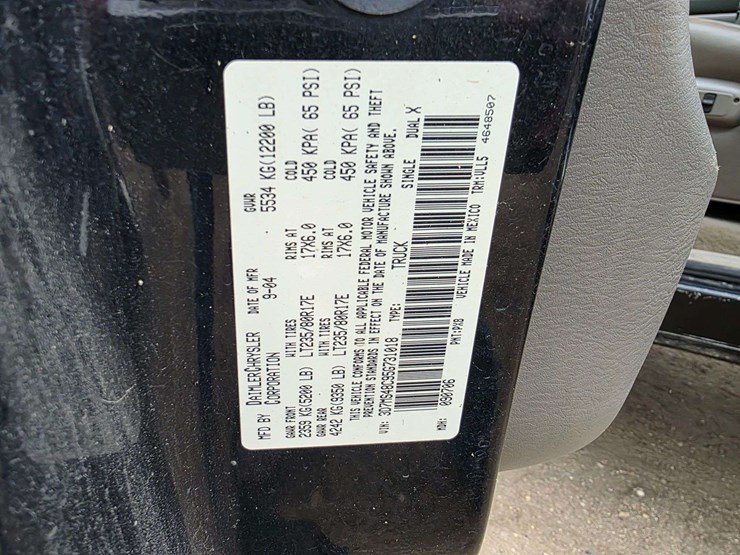 MFD BY DAIMLERCHRYSLER CORPORATION DATE OF MFR 9-04 GVWR 5534 KG(12200 LB)
GAWR FRONT WITH TIRES RIMS AT COLD
2359 KG(5200 LB) LT235/80R17E 17X6.0 450 KPA( 65 PSI)
GAWR REAR WITH TIRES RIMS AT COLD
4242 KG(9350 LB) LT235/80R17E 17X6.0 450 KPA( 65 PSI)
THIS VEHICLE CONFORMS TO ALL APPLICABLE FEDERAL MOTOR VEHICLE SAFETY AND THEFT
PREVENTION STANDARDS IN EFFECT ON THE DATE OF MANUFACTURE SHOWN ABOVE.
VIN: 3D7MS48C95G731018 TYPE: TRUCK SINGLE DUAL X
MDH: 090706 PNT:PXB VEHICLE MADE IN MEXICO TRM:VLL5 4648507